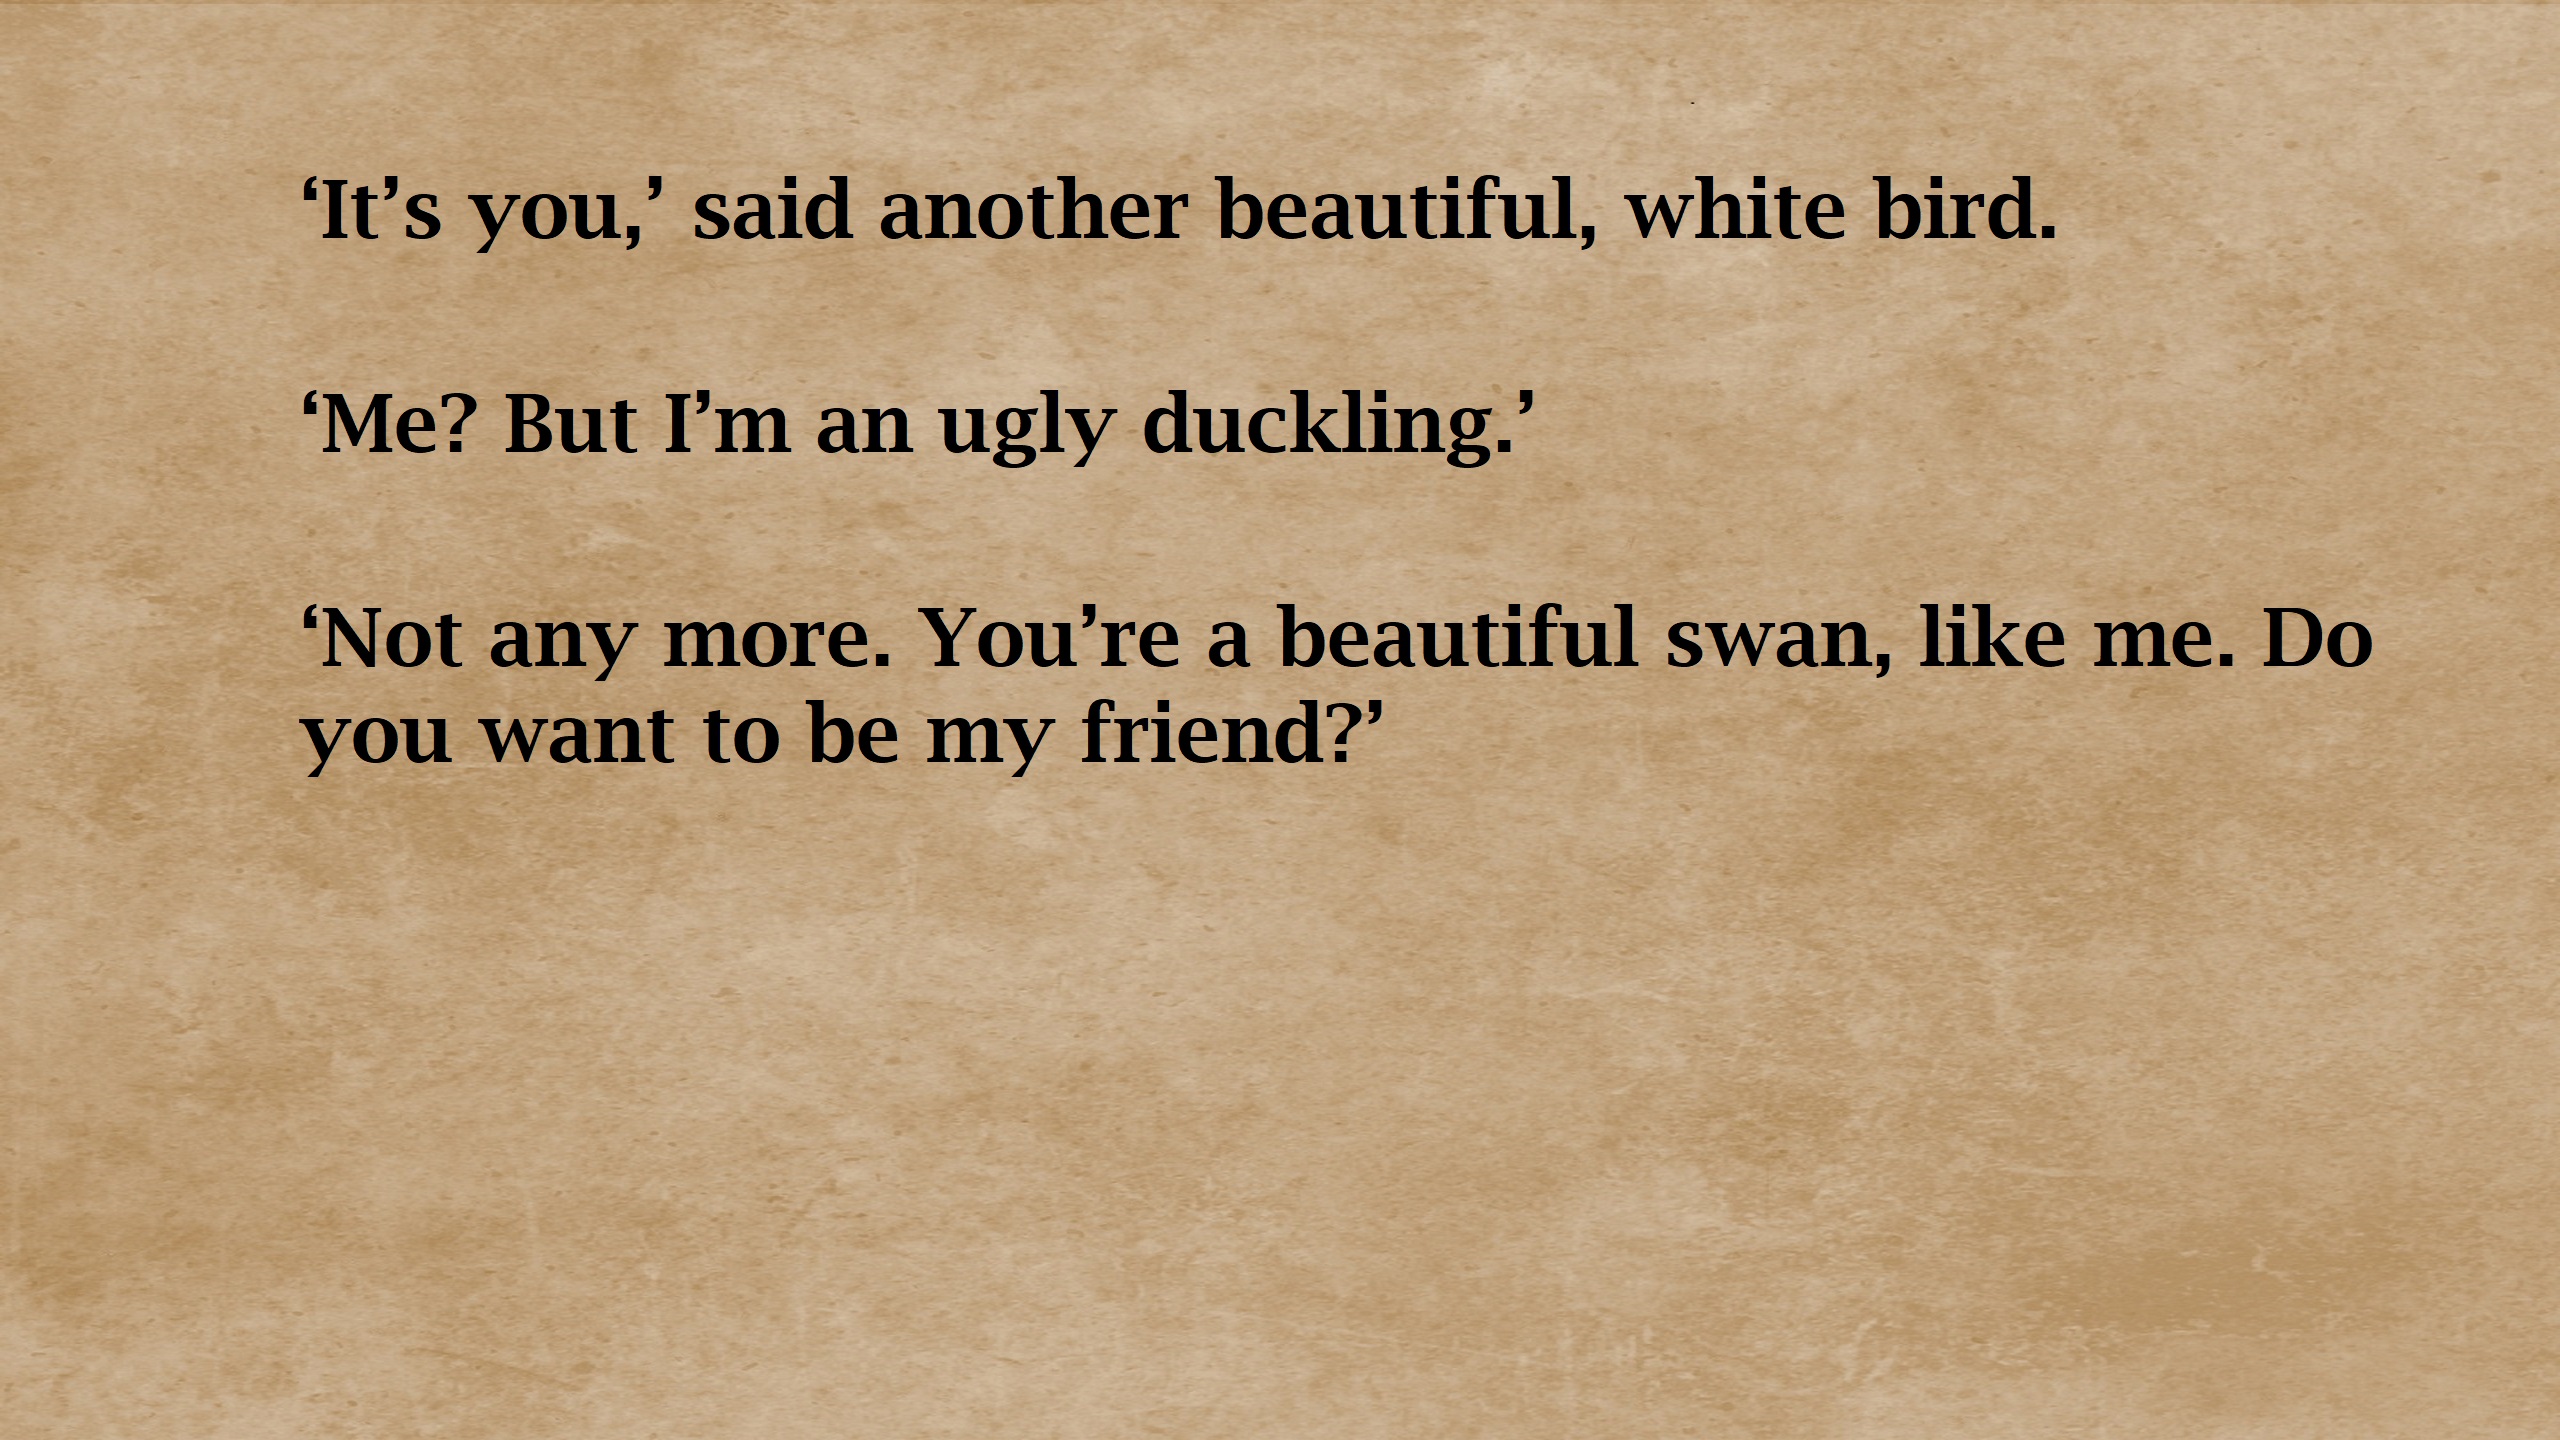 ‘It’s you,’ said another beautiful, white bird.
‘Me? But I’m an ugly duckling.’
‘Not any more. You’re a beautiful swan, like me. Do
you want to be my friend?’